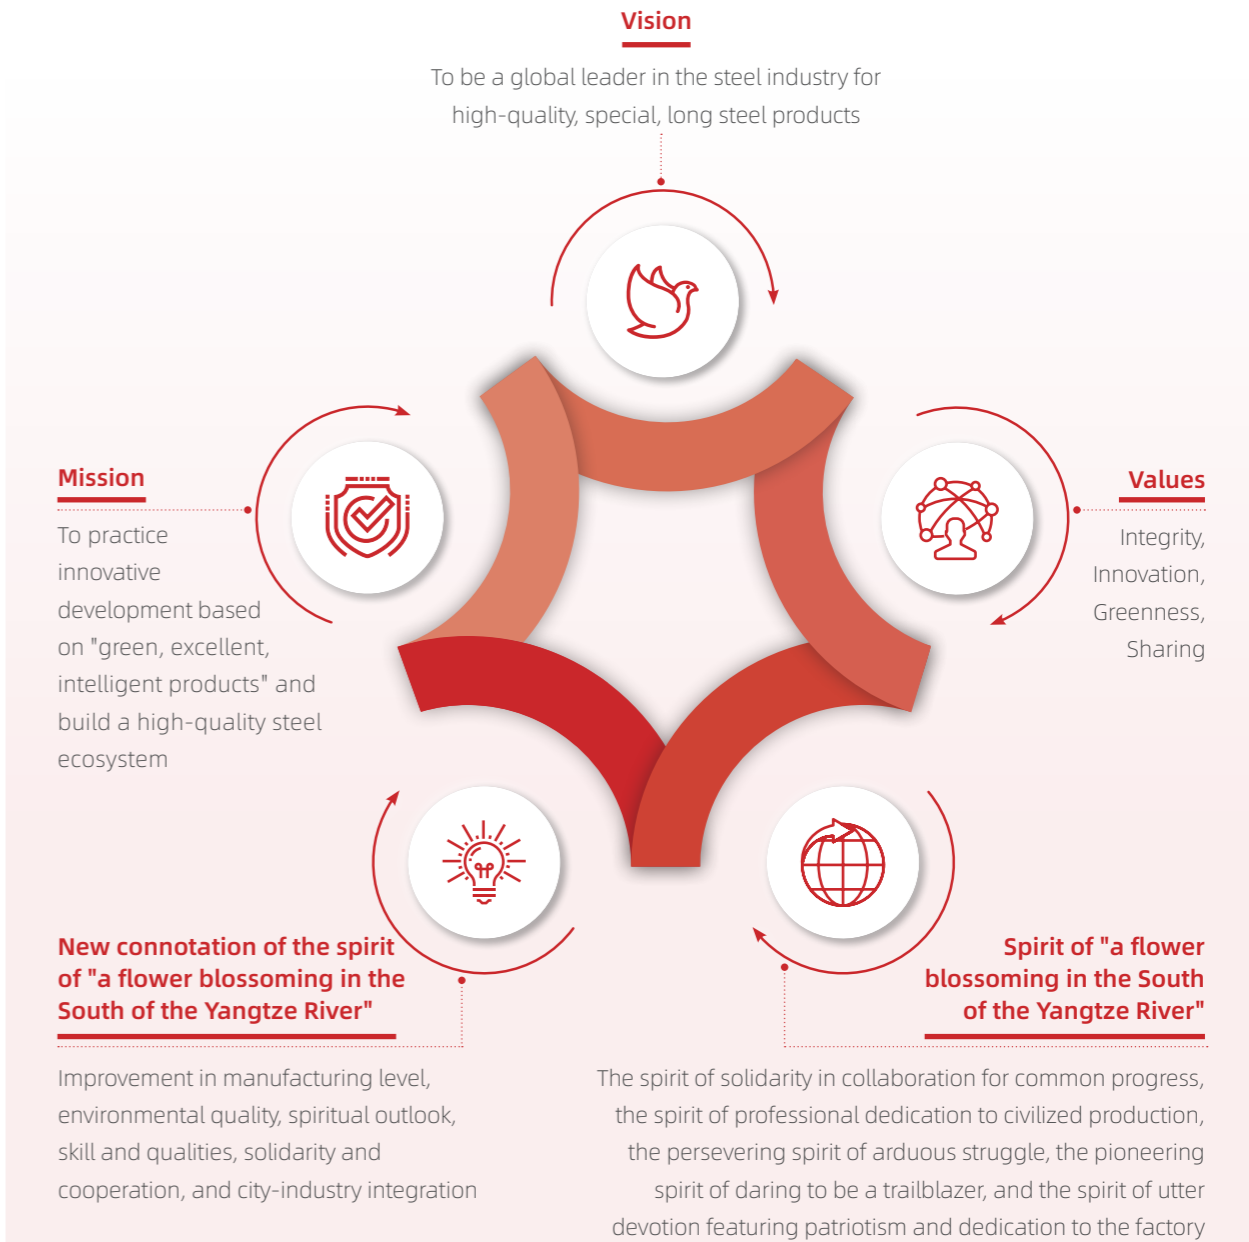 Vision
To be a global leader in the steel industry for
high-quality, special, long steel products
Mission
To practice
innovative
development based
on "green, excellent,
intelligent products" and
build a high-quality steel
ecosystem
Values
Integrity,
Innovation,
Greenness,
Sharing
New connotation of the spirit
of "a flower blossoming in the
South of the Yangtze River"
Improvement in manufacturing level,
environmental quality, spiritual outlook,
skill and qualities, solidarity and
cooperation, and city-industry integration
Spirit of "a flower
blossoming in the South
of the Yangtze River"
The spirit of solidarity in collaboration for common progress,
the spirit of professional dedication to civilized production,
the persevering spirit of arduous struggle, the pioneering
spirit of daring to be a trailblazer, and the spirit of utter
devotion featuring patriotism and dedication to the factory